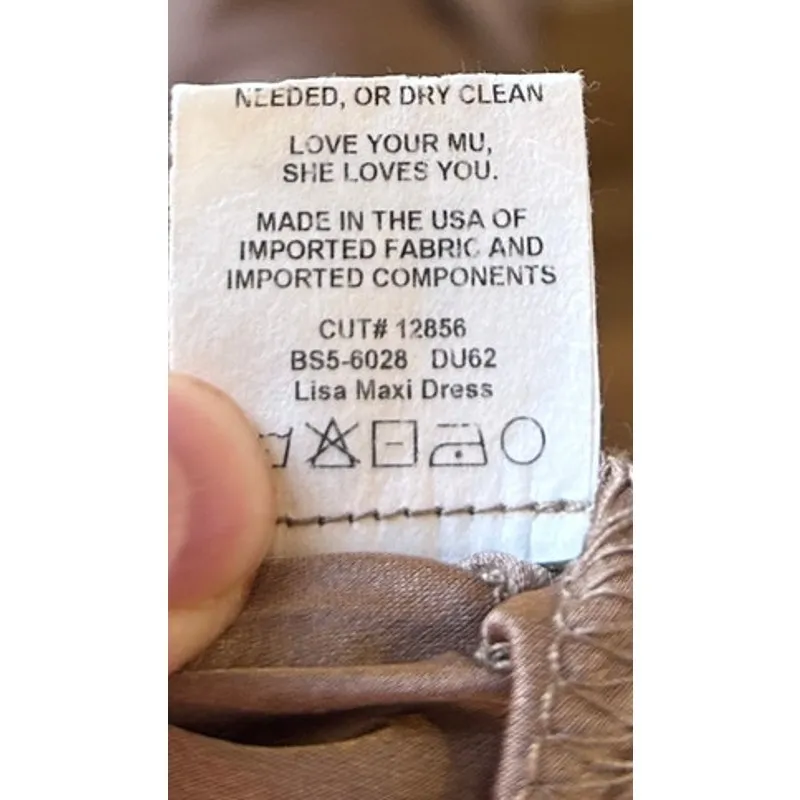 NEEDED, OR DRY CLEAN
LOVE YOUR MU,
SHE LOVES YOU.
MADE IN THE USA OF
IMPORTED FABRIC AND
IMPORTED COMPONENTS
CUT# 12856
BS5-6028 DU62
Lisa Maxi Dress